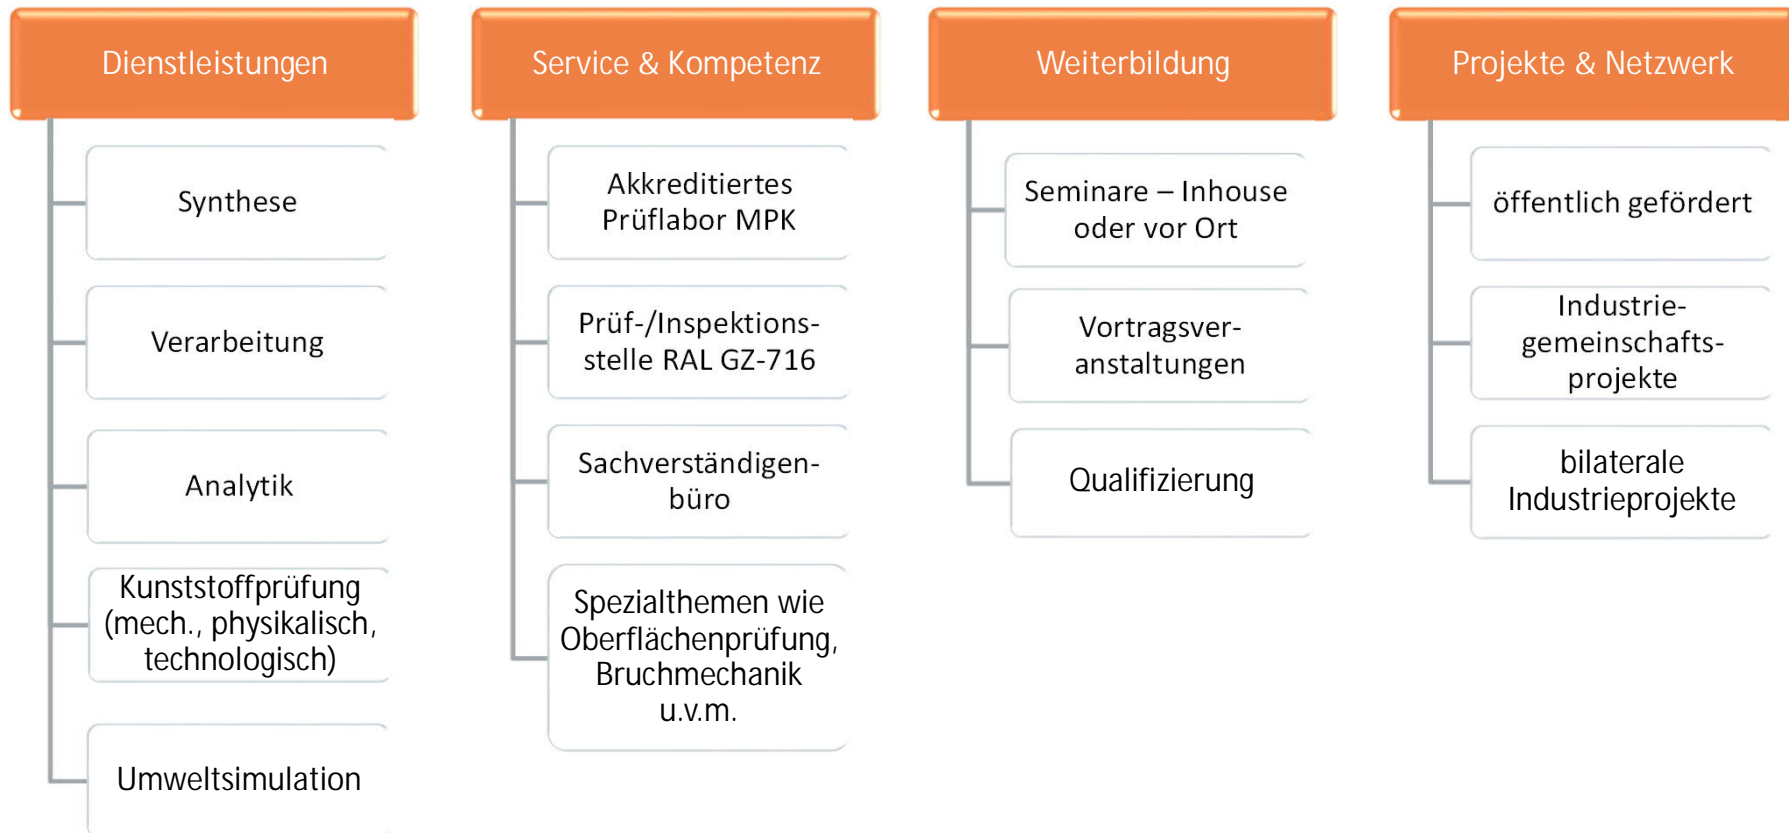 Dienstleistungen
Synthese
Verarbeitung
Analytik
Kunststoffprüfung
(mech., physikalisch,
technologisch)
Umweltsimulation
Service & Kompetenz
Akkreditiertes
Prüflabor MPK
Prüf-/Inspektions-
stelle RAL GZ-716
Sachverständigen-
büro
Spezialthemen wie
Oberflächenprüfung,
Bruchmechanik
u.v.m.
Weiterbildung
Seminare – Inhouse
oder vor Ort
Vortragsver-
anstaltungen
Qualifizierung
Projekte & Netzwerk
öffentlich gefördert
Industrie-
gemeinschafts-
projekte
bilaterale
Industrieprojekte